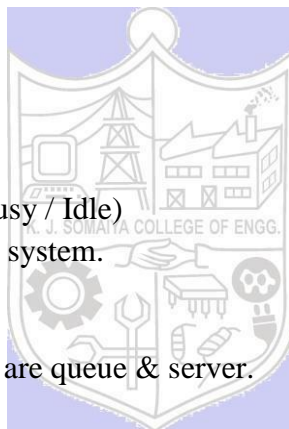 usy / Idle)
K. J. SOMAIYA COLLEGE OF ENGG.
system.
are queue & server.